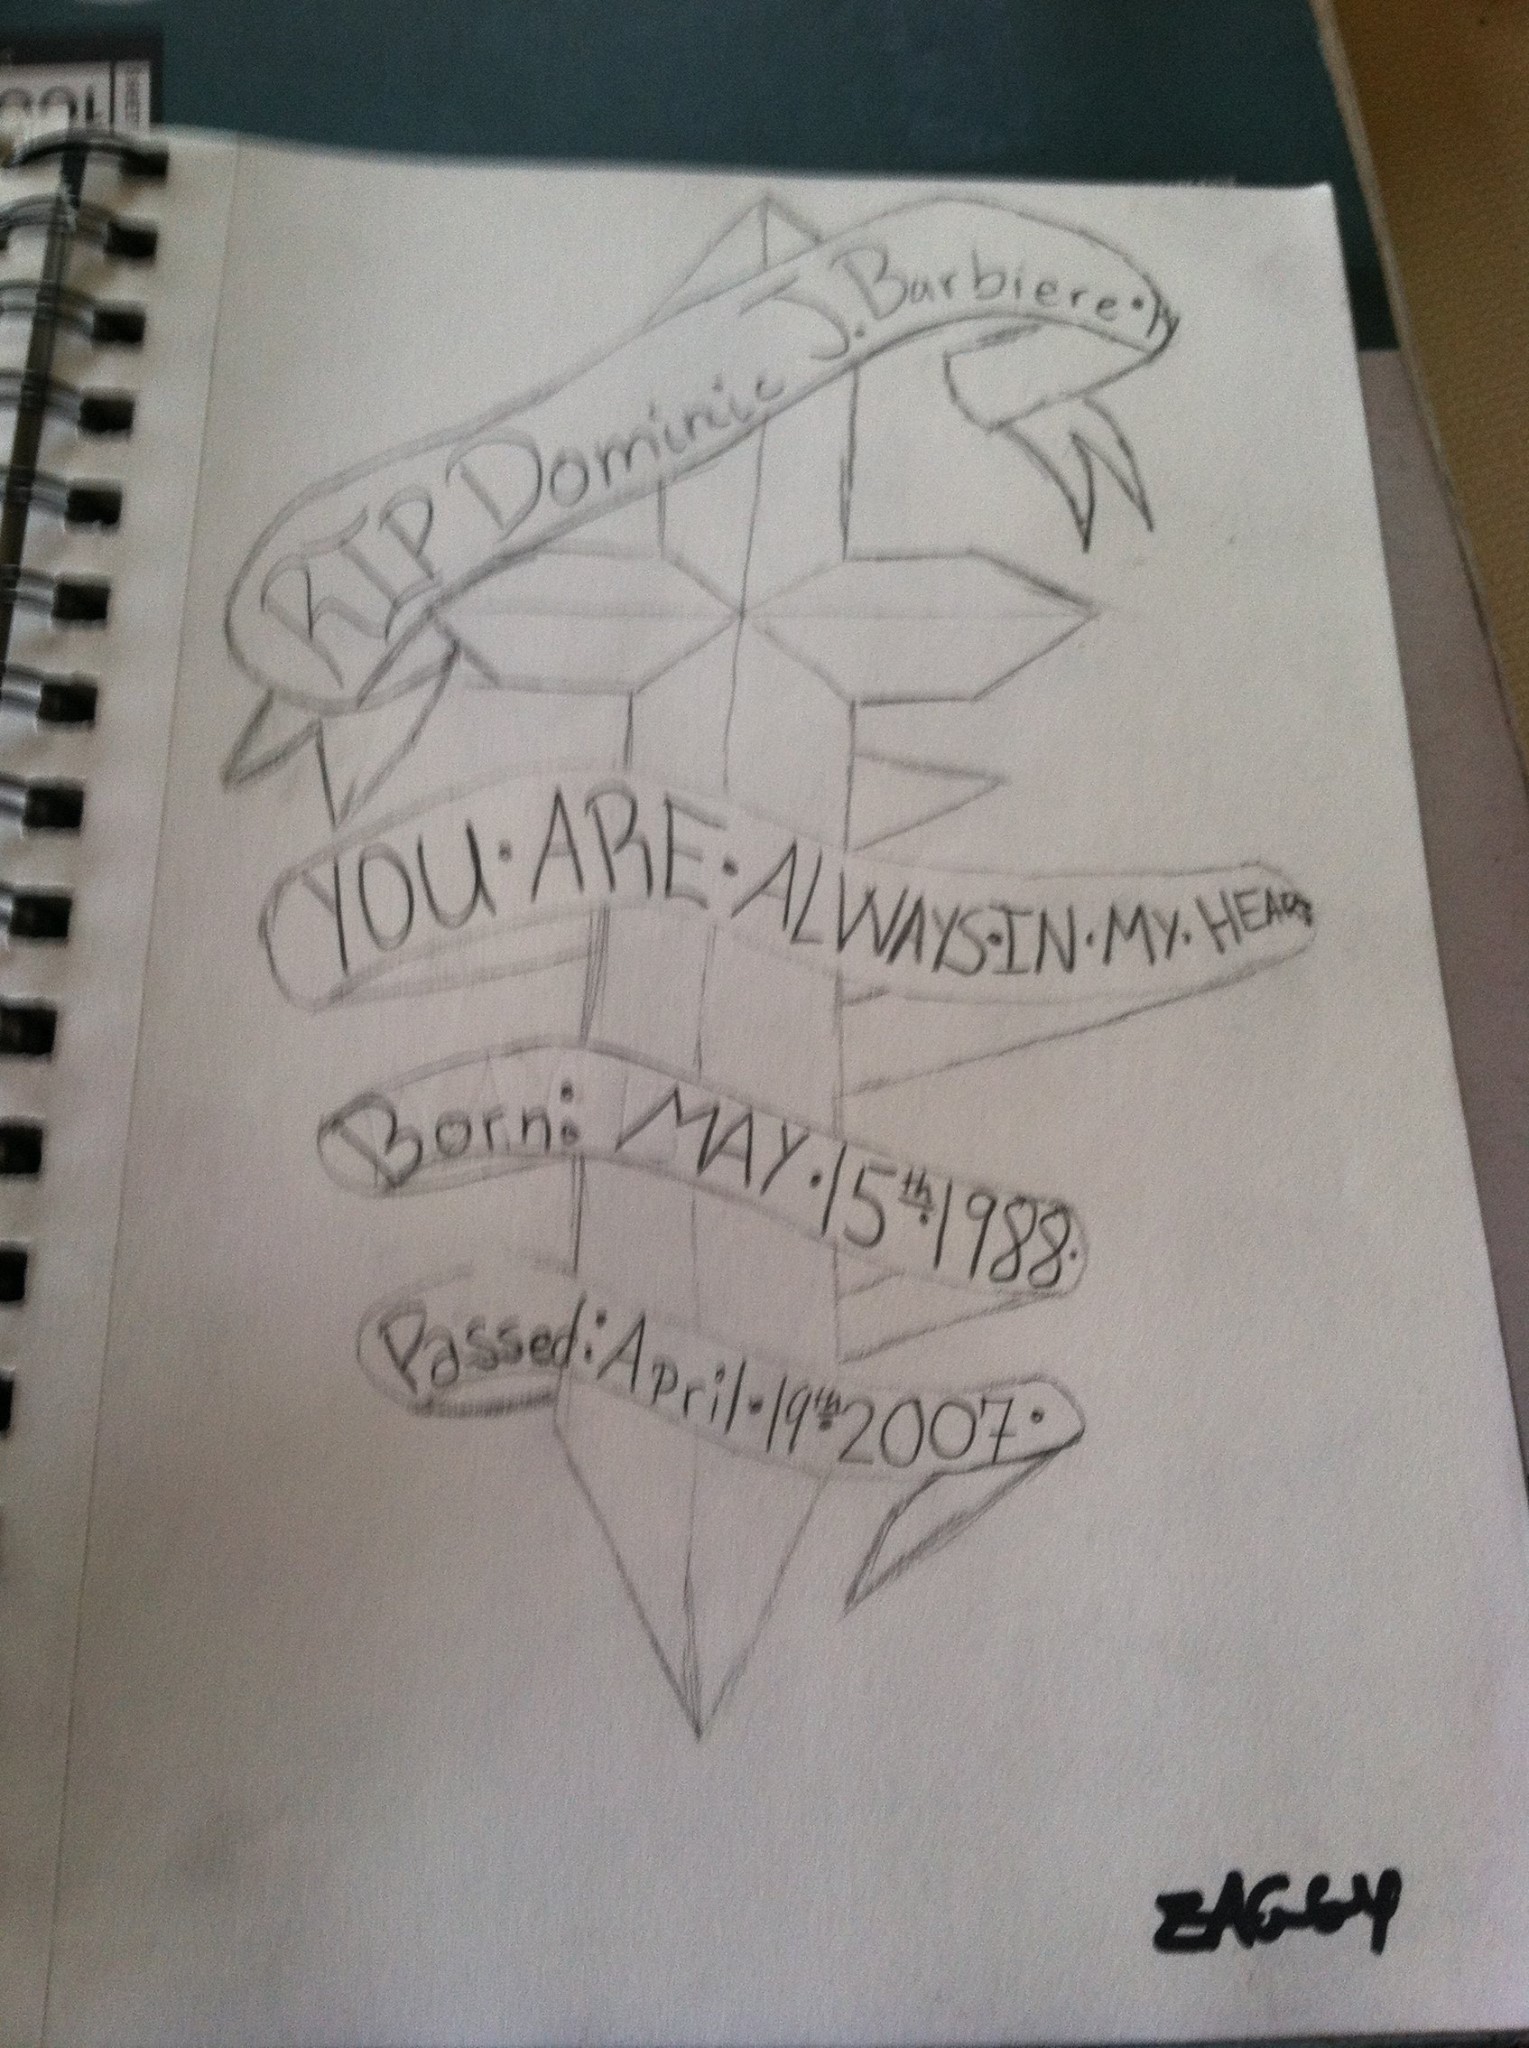 RIP Dominic J. Barbiere
YOU·ARE·ALWAYS·IN·MY·HEART
Born: MAY·15th·1988·
Passed:April·19th·2007·
ZAGGY